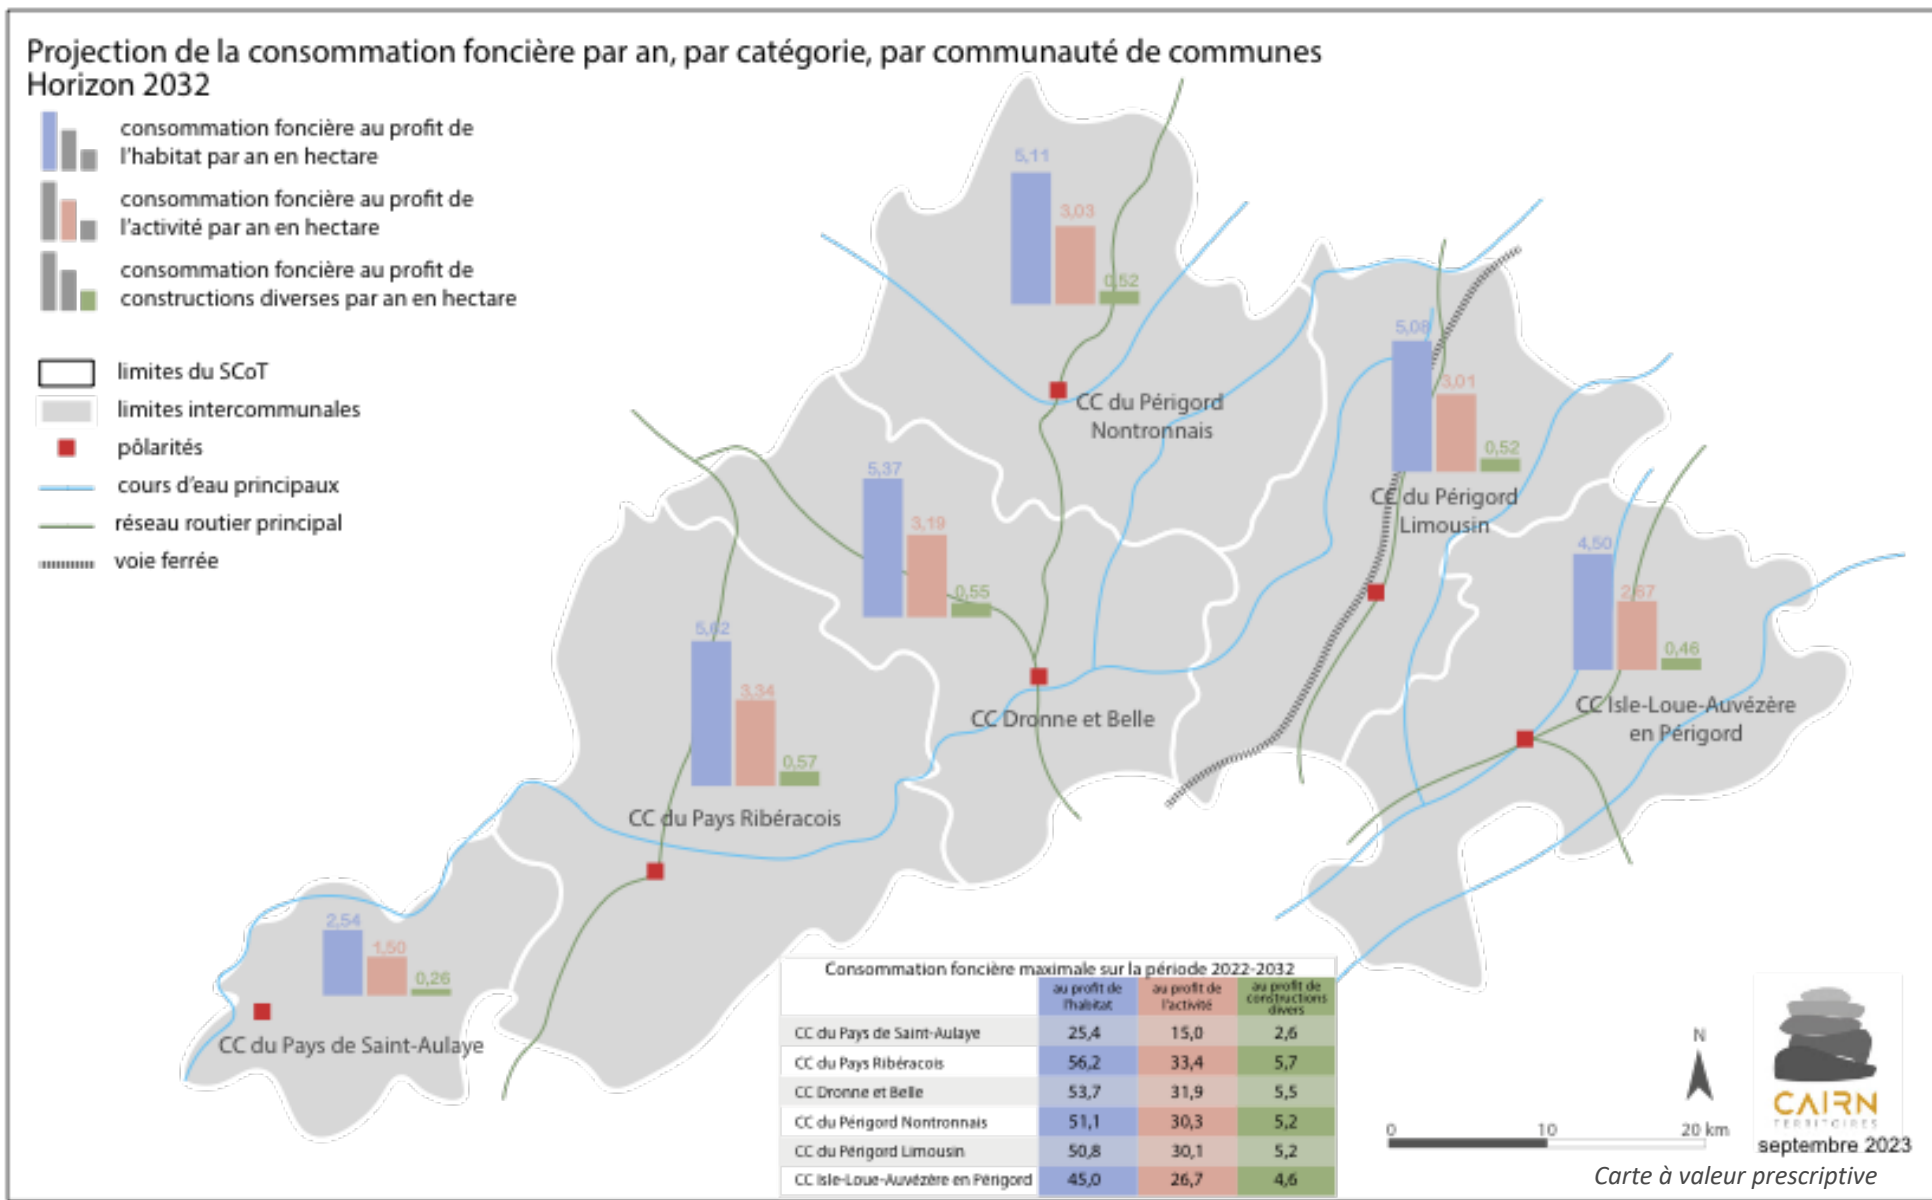 Projection de la consommation foncière par an, par catégorie, par communauté de communes
Horizon 2032
consommation foncière au profit de
l'habitat par an en hectare
consommation foncière au profit de
l'activité par an en hectare
consommation foncière au profit de
constructions diverses par an en hectare
limites du SCoT
limites intercommunales
pôlarités
cours d'eau principaux
réseau routier principal
voie ferrée
5,11
3,03
0,52
CC du Périgord
Nontronnais
5,08
3,01
0,52
CC du Périgord
Limousin
5,37
3,19
0,55
CC Dronne et Belle
4,50
2,67
0,46
CC Isle-Loue-Auvézère
en Périgord
5,62
3,34
0,57
CC du Pays Ribéracois
2,54
1,50
0,26
CC du Pays de Saint-Aulaye
Consommation foncière maximale sur la période 2022-2032
au profit de l'habitat au profit de l'activité au profit de constructions divers
CC du Pays de Saint-Aulaye 25,4 15,0 2,6
CC du Pays Ribéracois 56,2 33,4 5,7
CC Dronne et Belle 53,7 31,9 5,5
CC du Périgord Nontronnais 51,1 30,3 5,2
CC du Périgord Limousin 50,8 30,1 5,2
CC Isle-Loue-Auvézère en Périgord 45,0 26,7 4,6
N
0 10 20 km
CAIRN
TERRITOIRES
septembre 2023
Carte à valeur prescriptive